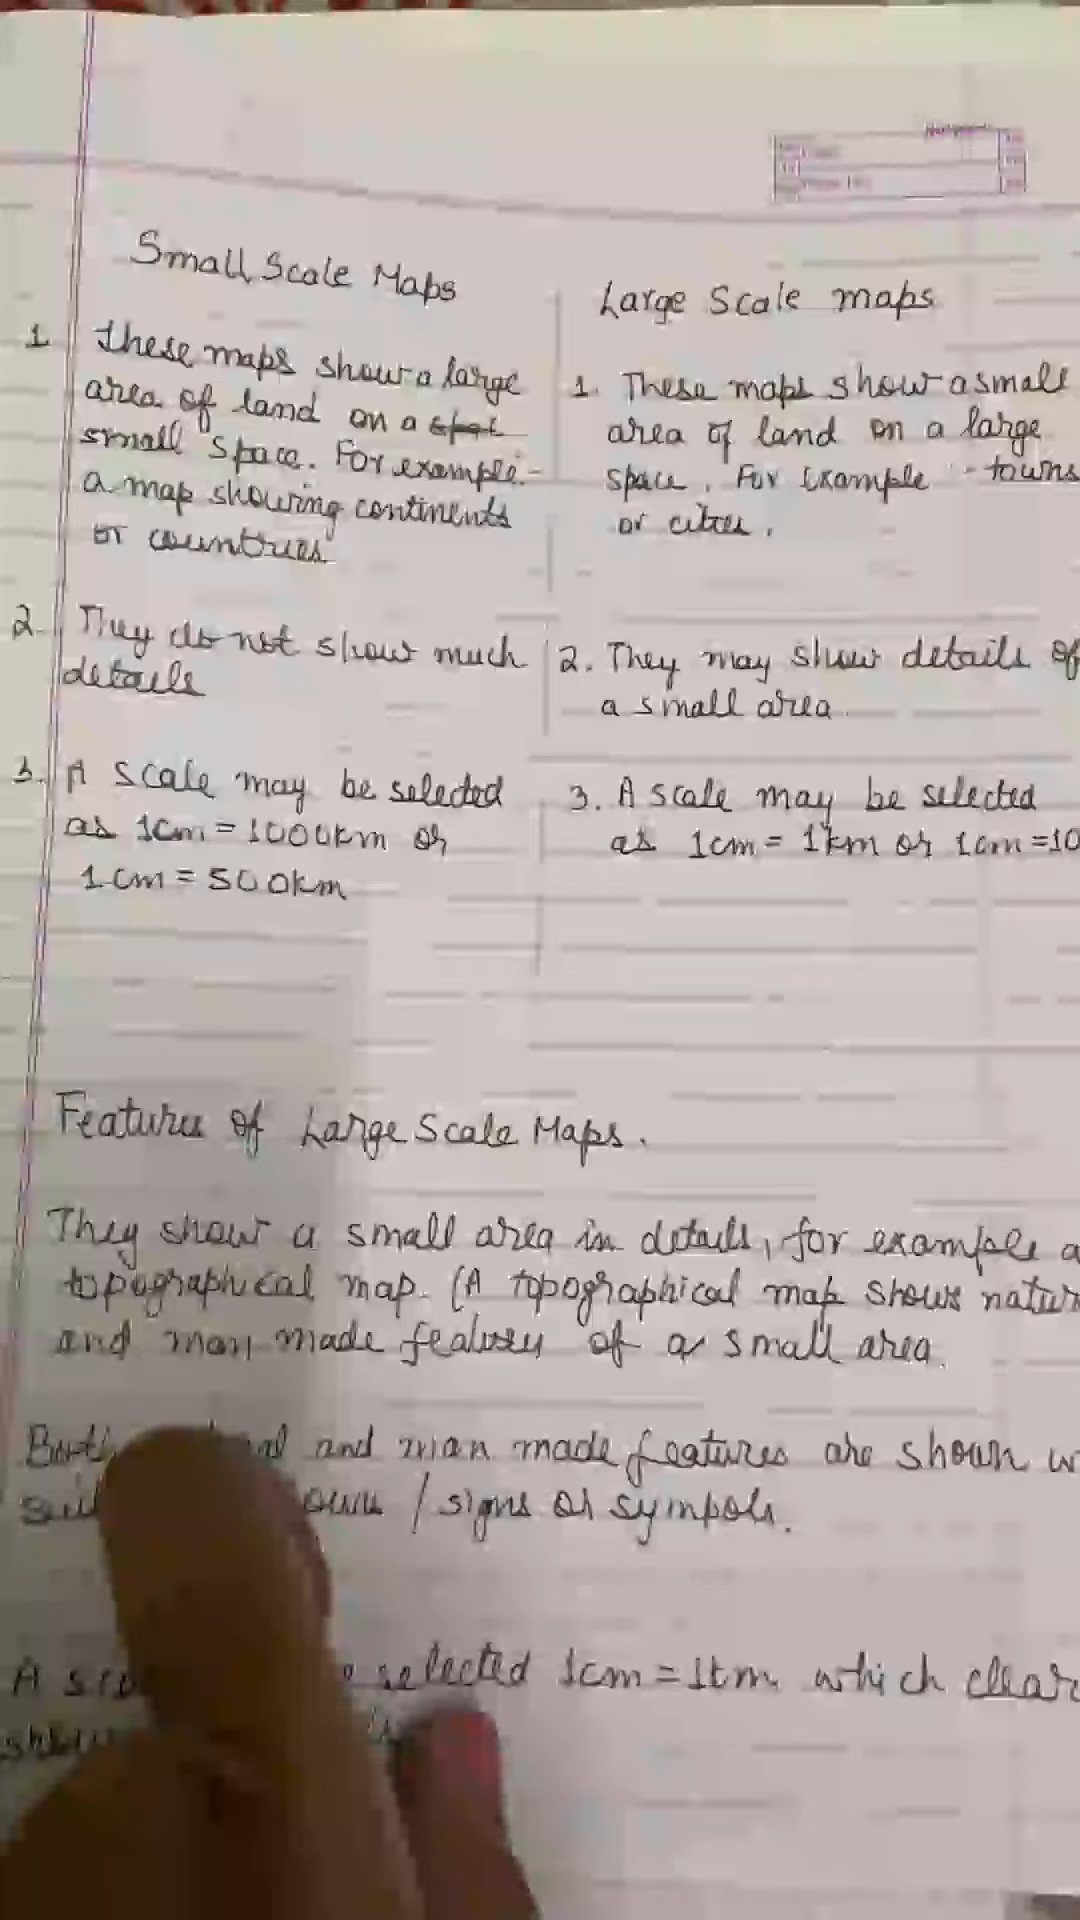 Small Scale Maps
1 These maps show a large
area of land on a
small space. For example:-
a map showing continents
or countries
2. They do not show much
details
3. A scale may be selected
as 1cm = 1000km or
1 cm = 500km
Large Scale maps
1. These maps show a small
area of land on a large
space. For Example :- towns
or cities.
2. They may show details of
a small area
3. A scale may be selected
as 1cm = 1km or 1cm = 10
Features of Large Scale Maps.
They show a small area in details, for example a
topographical map. (A topographical map shows
and man made features of a small area.
and man made features are shown
/ signs or symbols.
A selected 1cm = 1km which